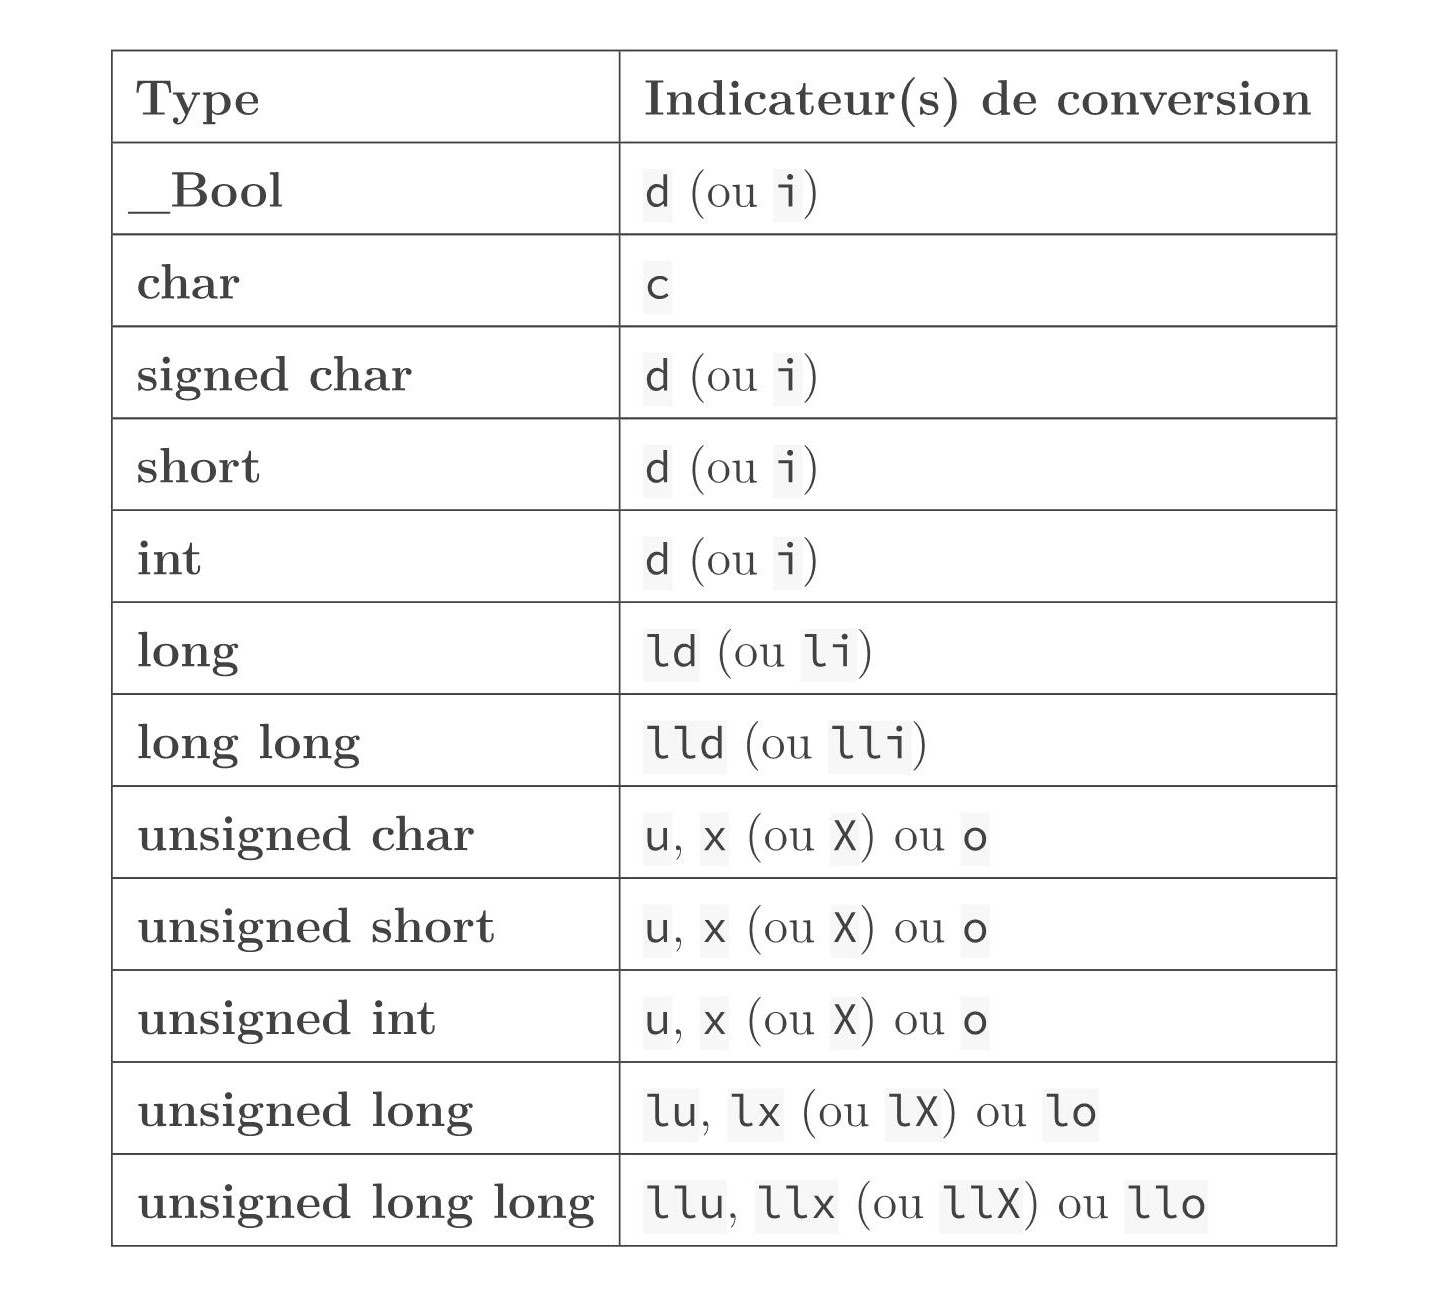 Type Indicateur(s) de conversion
_Bool d (ou i)
char c
signed char d (ou i)
short d (ou i)
int d (ou i)
long ld (ou li)
long long lld (ou lli)
unsigned char u, x (ou X) ou o
unsigned short u, x (ou X) ou o
unsigned int u, x (ou X) ou o
unsigned long lu, lx (ou lX) ou lo
unsigned long long llu, llx (ou llX) ou llo